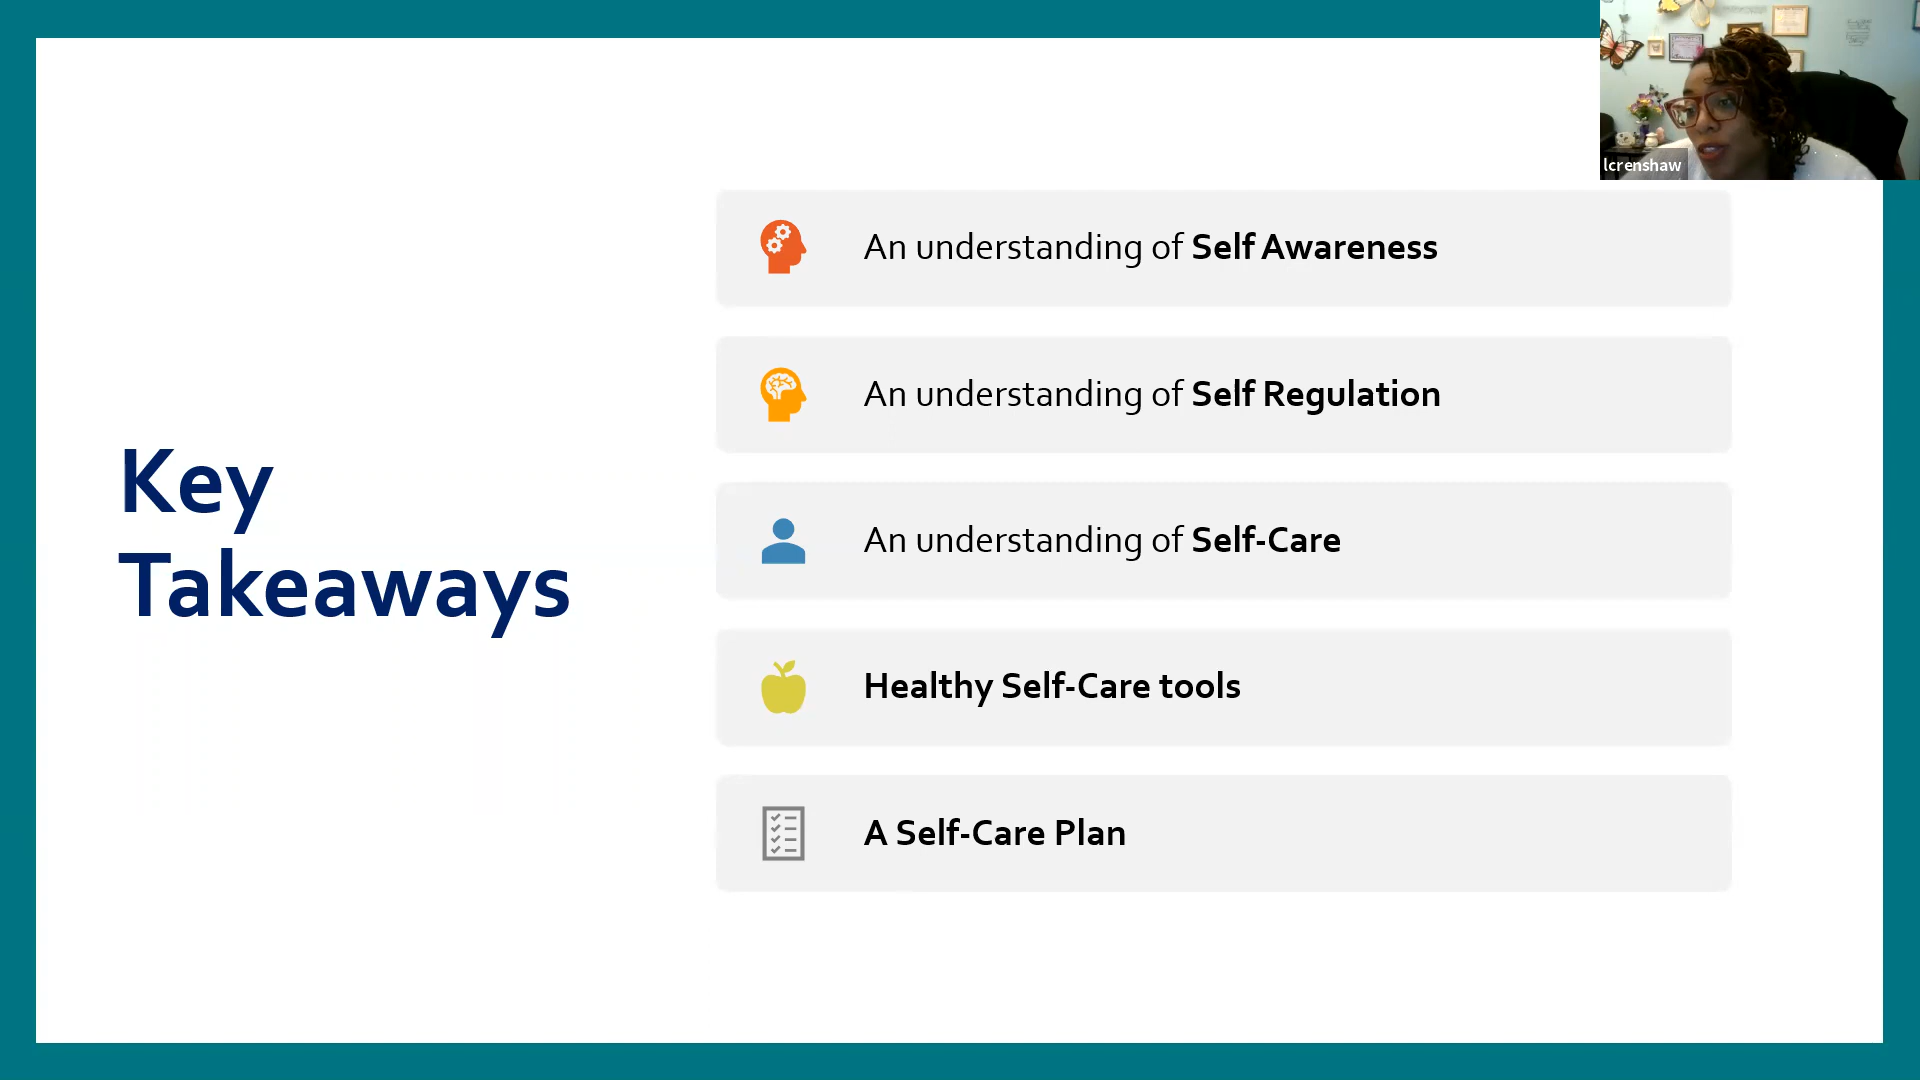 lcrenshaw
Key
Takeaways
An understanding of Self Awareness
An understanding of Self Regulation
An understanding of Self-Care
Healthy Self-Care tools
A Self-Care Plan